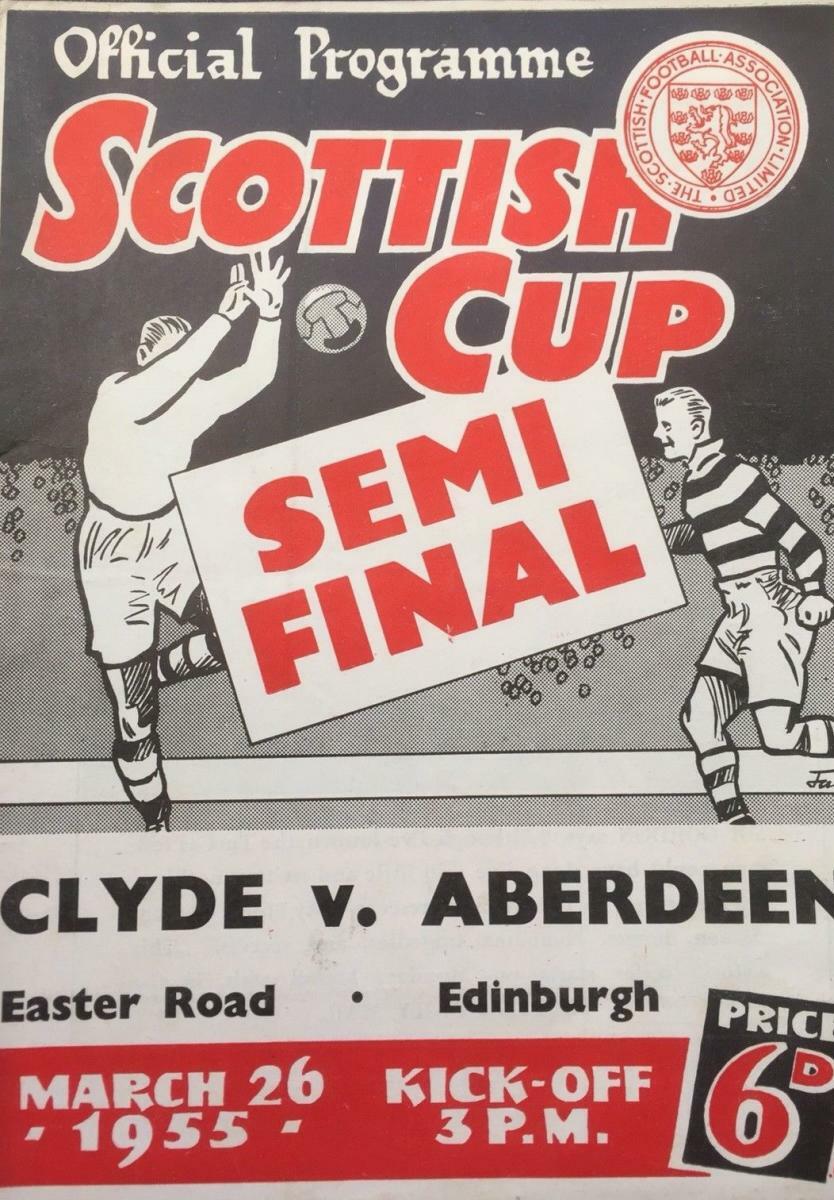 Official Programme
THE·SCOTTISH·FOOTBALL·ASSOCIATION·LIMITED·
SCOTTISH
CUP
SEMI
FINAL
CLYDE v. ABERDEEN
Easter Road · Edinburgh
MARCH 26
- 1955 -
KICK-OFF
3 P.M.
PRICE
6D